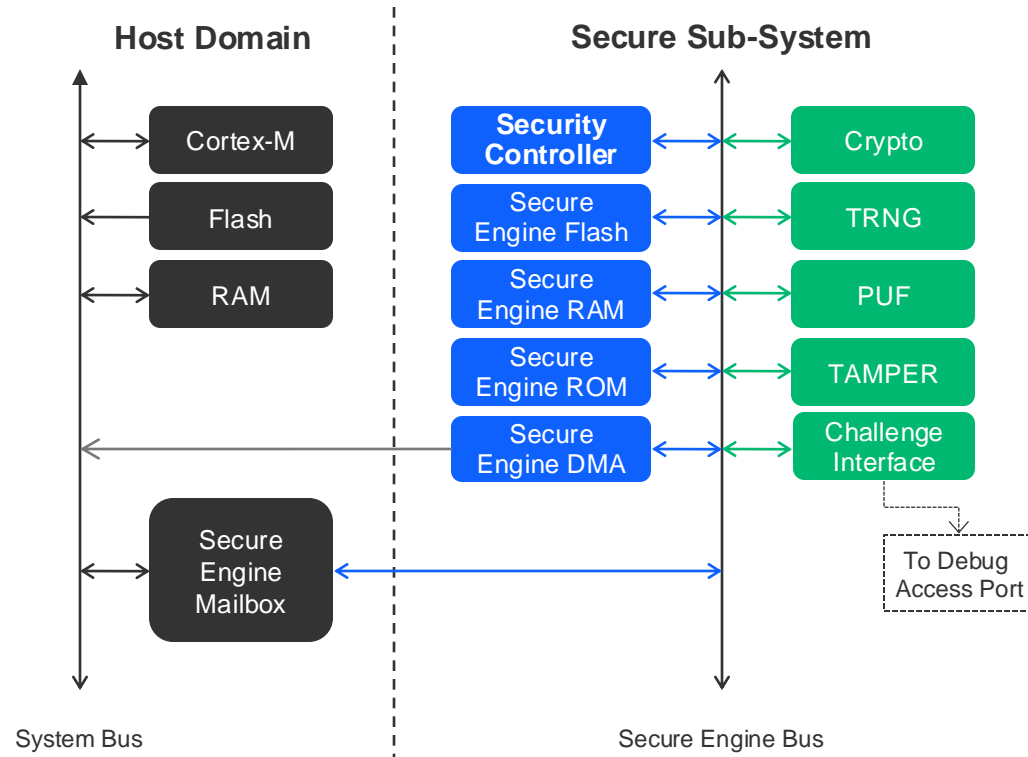 Host Domain
Secure Sub-System
Cortex-M
Flash
RAM
Secure
Engine
Mailbox
Security
Controller
Secure
Engine Flash
Secure
Engine RAM
Secure
Engine ROM
Secure
Engine DMA
Crypto
TRNG
PUF
TAMPER
Challenge
Interface
To Debug
Access Port
System Bus
Secure Engine Bus